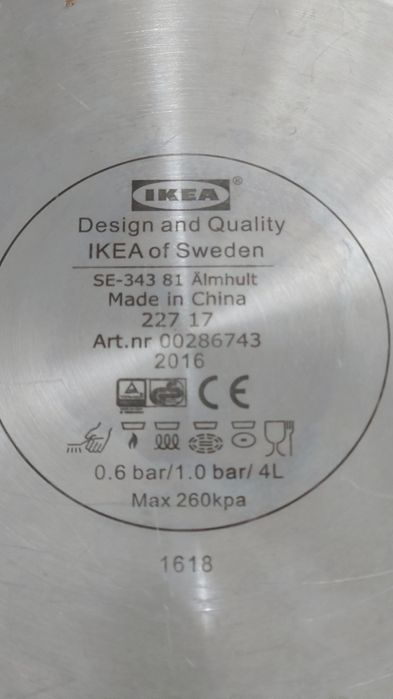 IKEA®
Design and Quality
IKEA of Sweden
SE-343 81 Älmhult
Made in China
227 17
Art.nr 00286743
2016
CE
0.6 bar/1.0 bar/ 4L
Max 260kpa
1618